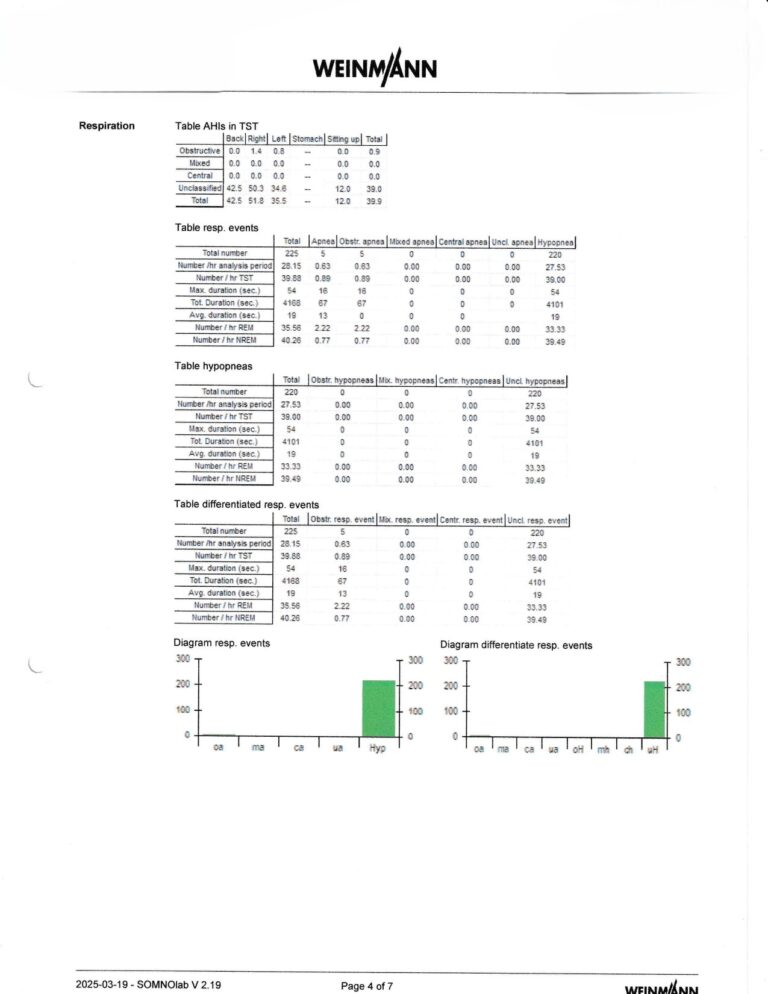 WEINMANN
Respiration
Table AHIs in TST
Back Right Left Stomach Sitting up Total
Obstructive 0.0 1.4 0.8 -- 0.0 0.9
Mixed 0.0 0.0 0.0 -- 0.0 0.0
Central 0.0 0.0 0.0 -- 0.0 0.0
Unclassified 42.5 50.3 34.6 -- 12.0 39.0
Total 42.5 51.8 35.5 -- 12.0 39.9
Table resp. events
Total Apnea Obstr. apnea Mixed apnea Central apnea Uncl. apnea Hypopnea
Total number 225 5 5 0 0 0 220
Number /hr analysis period 28.15 0.63 0.63 0.00 0.00 0.00 27.53
Number / hr TST 39.88 0.89 0.89 0.00 0.00 0.00 39.00
Max. duration (sec.) 54 16 16 0 0 0 54
Tot. Duration (sec.) 4168 67 67 0 0 0 4101
Avg. duration (sec.) 19 13 0 0 0 19
Number / hr REM 35.56 2.22 2.22 0.00 0.00 0.00 33.33
Number / hr NREM 40.26 0.77 0.77 0.00 0.00 0.00 39.49
Table hypopneas
Total Obstr. hypopneas Mix. hypopneas Centr. hypopneas Uncl. hypopneas
Total number 220 0 0 0 220
Number /hr analysis period 27.53 0.00 0.00 0.00 27.53
Number / hr TST 39.00 0.00 0.00 0.00 39.00
Max. duration (sec.) 54 0 0 0 54
Tot. Duration (sec.) 4101 0 0 0 4101
Avg. duration (sec.) 19 0 0 0 19
Number / hr REM 33.33 0.00 0.00 0.00 33.33
Number / hr NREM 39.49 0.00 0.00 0.00 39.49
Table differentiated resp. events
Total Obstr. resp. event Mix. resp. event Centr. resp. event Uncl. resp. event
Total number 225 5 0 0 220
Number /hr analysis period 28.15 0.63 0.00 0.00 27.53
Number / hr TST 39.88 0.89 0.00 0.00 39.00
Max. duration (sec.) 54 16 0 0 54
Tot. Duration (sec.) 4168 67 0 0 4101
Avg. duration (sec.) 19 13 0 0 19
Number / hr REM 35.56 2.22 0.00 0.00 33.33
Number / hr NREM 40.26 0.77 0.00 0.00 39.49
Diagram resp. events
300 300
200 200
100 100
0 0
oa ma ca ua Hyp
Diagram differentiate resp. events
300 300
200 200
100 100
0 0
oa ma ca ua oH mh ch uH
2025-03-19 - SOMNOlab V 2.19
Page 4 of 7
WEINMANN